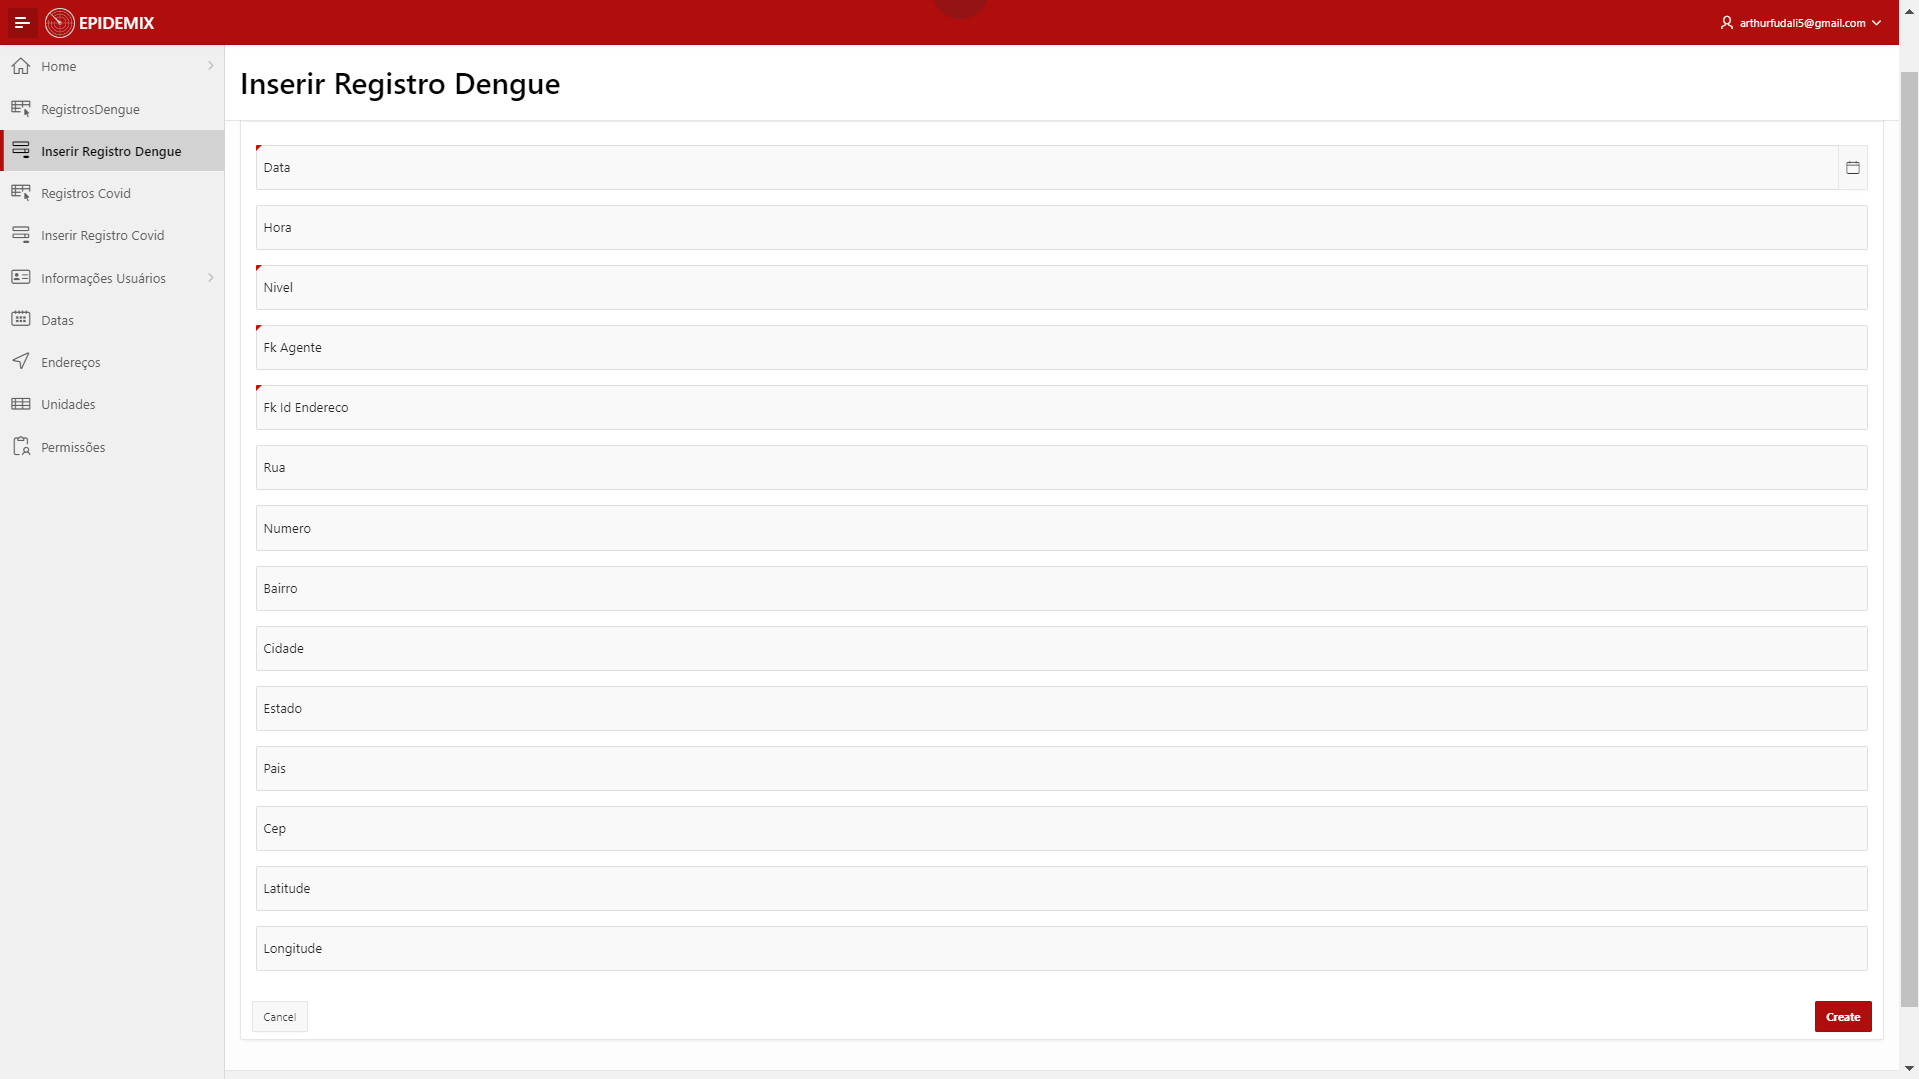 EPIDEMIX
arthurfudali5@gmail.com
Home
RegistrosDengue
Inserir Registro Dengue
Registros Covid
Inserir Registro Covid
Informações Usuários
Datas
Endereços
Unidades
Permissões
Inserir Registro Dengue
Data
Hora
Nivel
Fk Agente
Fk Id Endereco
Rua
Numero
Bairro
Cidade
Estado
Pais
Cep
Latitude
Longitude
Cancel
Create